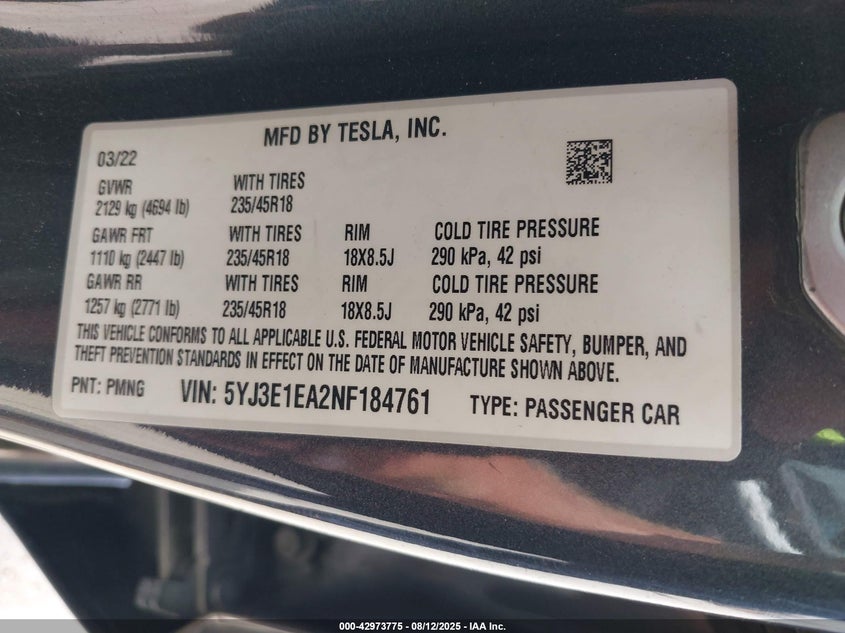 MFD BY TESLA, INC.
03/22
GVWR WITH TIRES
2129 kg (4694 lb) 235/45R18
GAWR FRT WITH TIRES RIM COLD TIRE PRESSURE
1110 kg (2447 lb) 235/45R18 18X8.5J 290 kPa, 42 psi
GAWR RR WITH TIRES RIM COLD TIRE PRESSURE
1257 kg (2771 lb) 235/45R18 18X8.5J 290 kPa, 42 psi
THIS VEHICLE CONFORMS TO ALL APPLICABLE U.S. FEDERAL MOTOR VEHICLE SAFETY, BUMPER, AND
THEFT PREVENTION STANDARDS IN EFFECT ON THE DATE OF MANUFACTURE SHOWN ABOVE.
PNT: PMNG VIN: 5YJ3E1EA2NF184761 TYPE: PASSENGER CAR
000-42973775 - 08/12/2025 - IAA Inc.